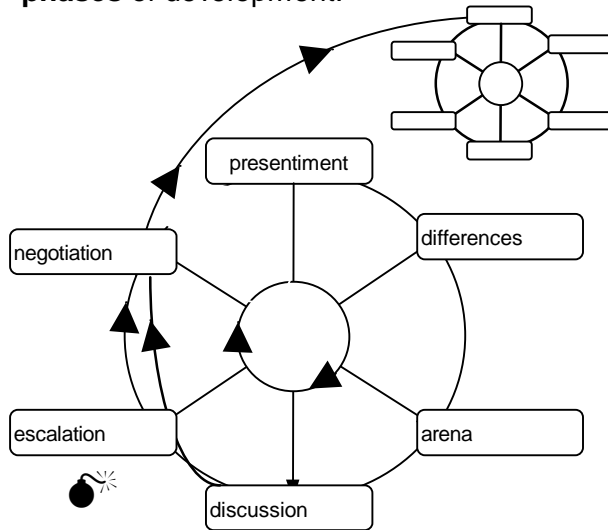 phases of development.
presentiment
differences
negotiation
arena
escalation
discussion